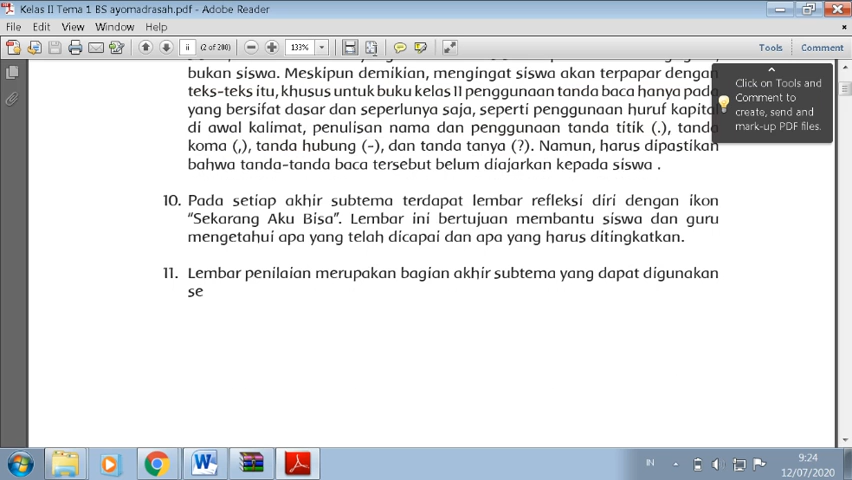 Kelas II Tema 1 BS ayomadrasah.pdf - Adobe Reader
File Edit View Window Help
ii (2 of 200) 133% Tools Comment
bukan siswa. Meskipun demikian, mengingat siswa akan terpapar dengan
teks-teks itu, khusus untuk buku kelas II penggunaan tanda baca hanya pada
yang bersifat dasar dan seperlunya saja, seperti penggunaan huruf kapital
di awal kalimat, penulisan nama dan penggunaan tanda titik (.), tanda
koma (,), tanda hubung (-), dan tanda tanya (?). Namun, harus dipastikan
bahwa tanda-tanda baca tersebut belum diajarkan kepada siswa .
10. Pada setiap akhir subtema terdapat lembar refleksi diri dengan ikon
“Sekarang Aku Bisa”. Lembar ini bertujuan membantu siswa dan guru
mengetahui apa yang telah dicapai dan apa yang harus ditingkatkan.
11. Lembar penilaian merupakan bagian akhir subtema yang dapat digunakan
se
Click on Tools and
Comment to
create, send and
mark-up PDF files.
IN
9:24
12/07/2020